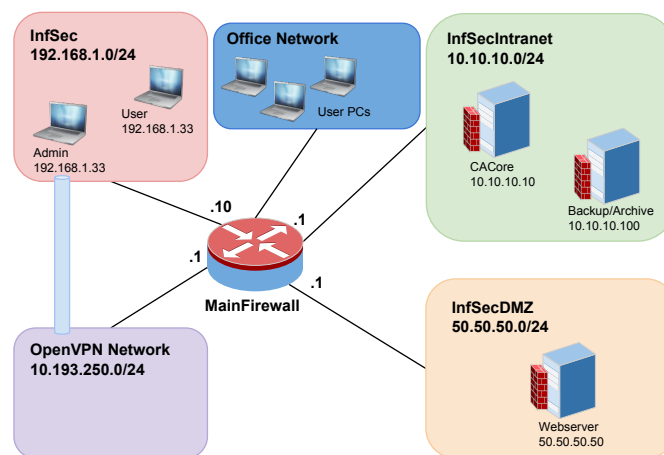 InfSec
192.168.1.0/24
User
192.168.1.33
Admin
192.168.1.33
Office Network
User PCs
InfSecIntranet
10.10.10.0/24
CACore
10.10.10.10
Backup/Archive
10.10.10.100
.10
.1
.1
.1
MainFirewall
OpenVPN Network
10.193.250.0/24
InfSecDMZ
50.50.50.0/24
Webserver
50.50.50.50